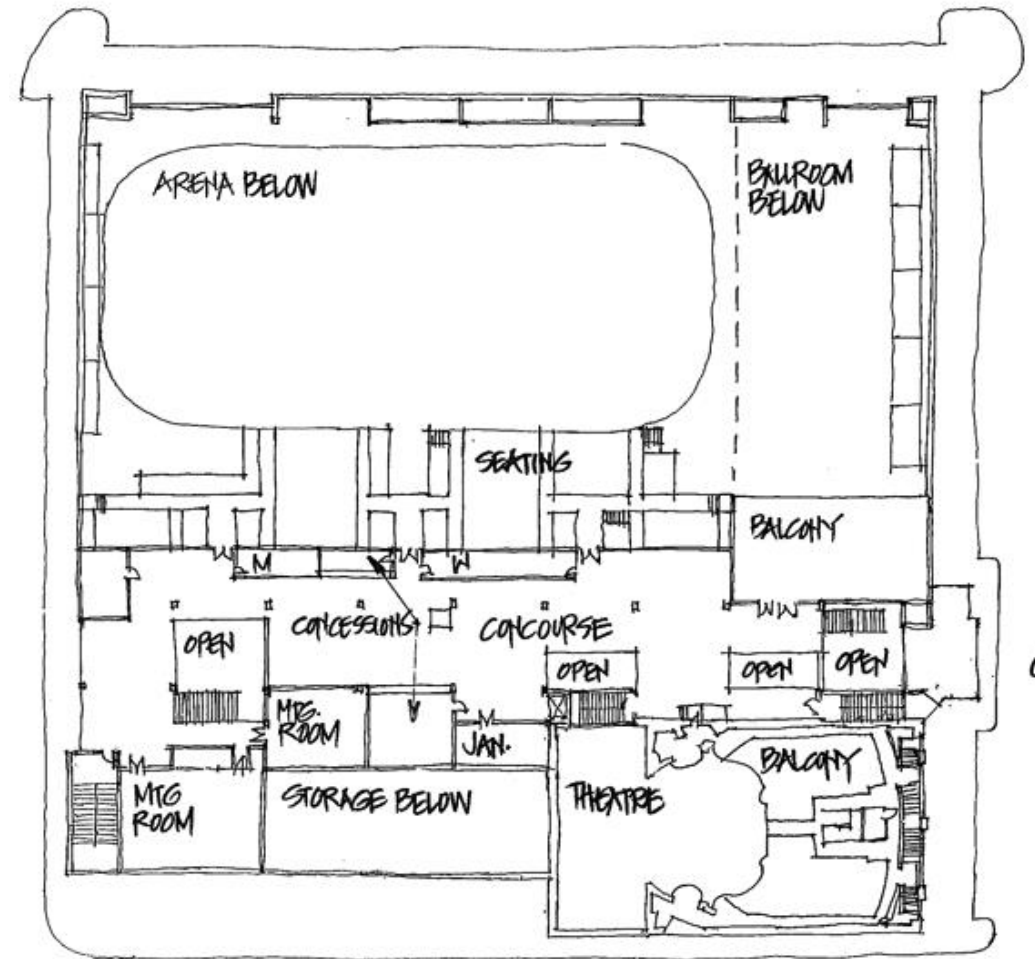 ARENA BELOW
BALLROOM
BELOW
SEATING
BALCONY
M
W
CONCESSIONS
CONCOURSE
OPEN
OPEN
OPEN
OPEN
MTG.
ROOM
JAN.
BALCONY
MTG
ROOM
STORAGE BELOW
THEATRE